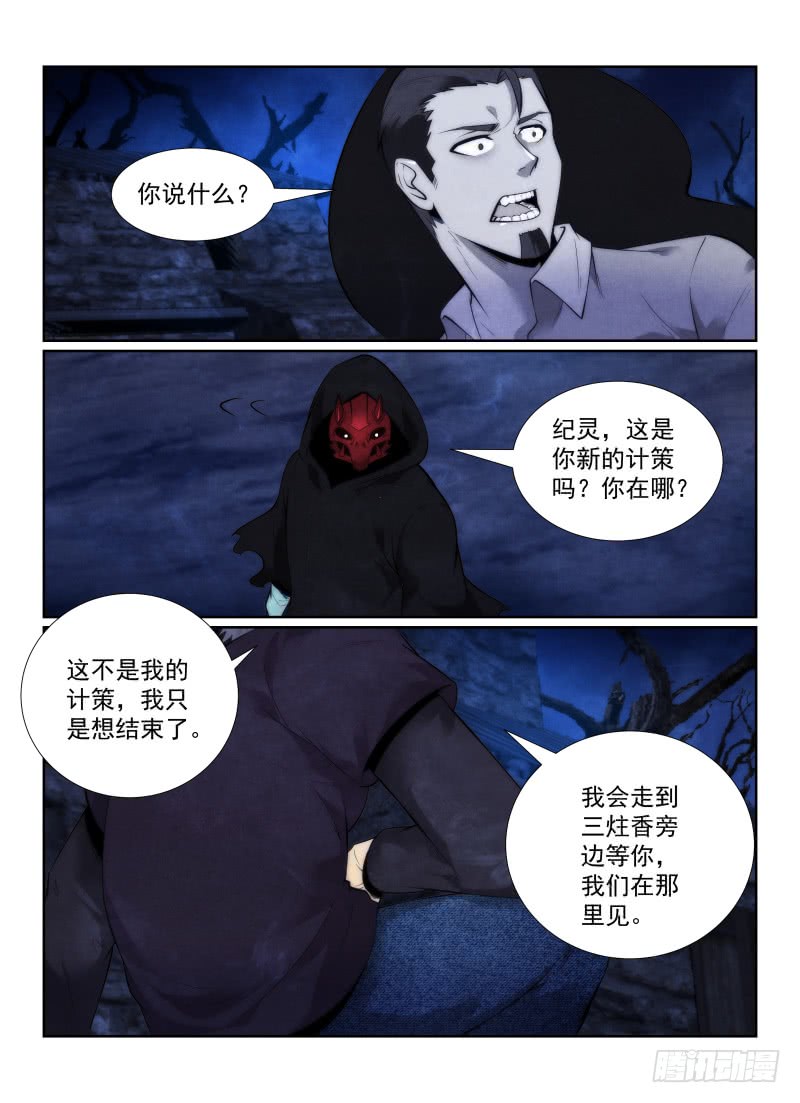 你说什么？
纪灵，这是
你新的计策
吗？你在哪？
这不是我的
计策，我只
是想结束了。
我会走到
三炷香旁
边等你，
我们在那
里见。
腾讯动漫